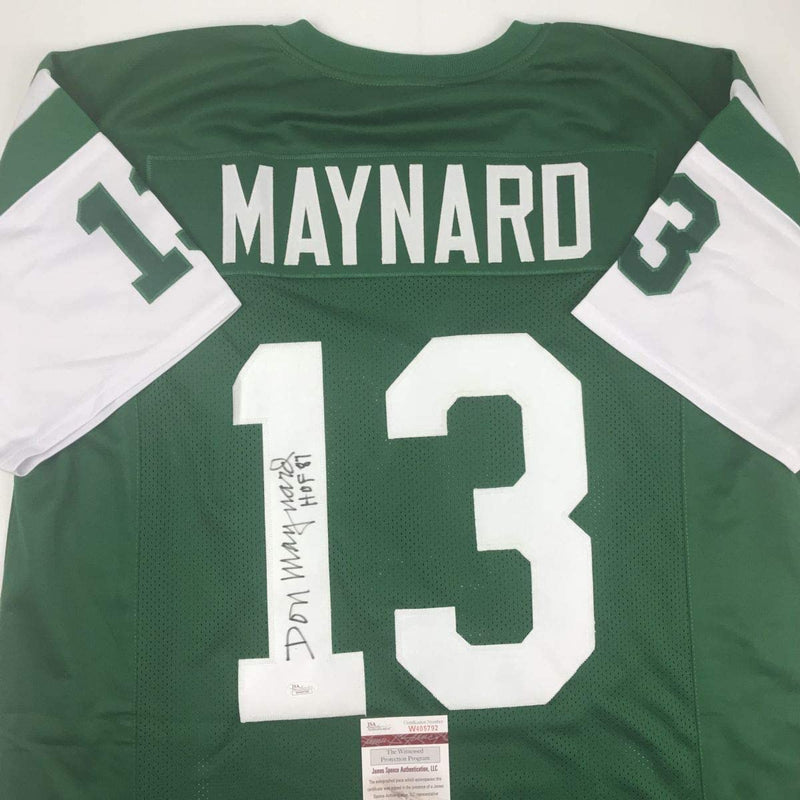 MAYNARD
13
3
13
Don Maynard
HOF 87
JSA
JSA
Certification Number
W405792
The Witnessed
Protection Program
James Spence Authentication, LLC